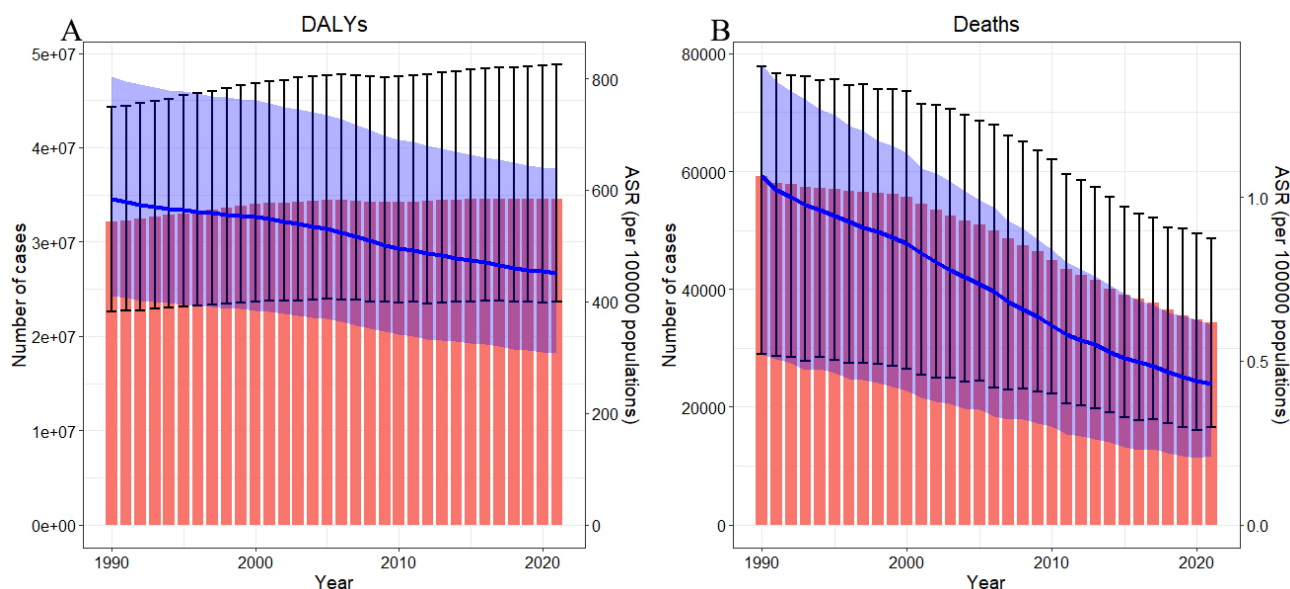 A
DALYs
5e+07
4e+07
3e+07
2e+07
1e+07
0e+00
Number of cases
800
600
400
200
0
ASR (per 100000 populations)
1990
2000
2010
2020
Year
B
Deaths
80000
60000
40000
20000
0
Number of cases
1.0
0.5
0.0
ASR (per 1000000 populations)
1990
2000
2010
2020
Year